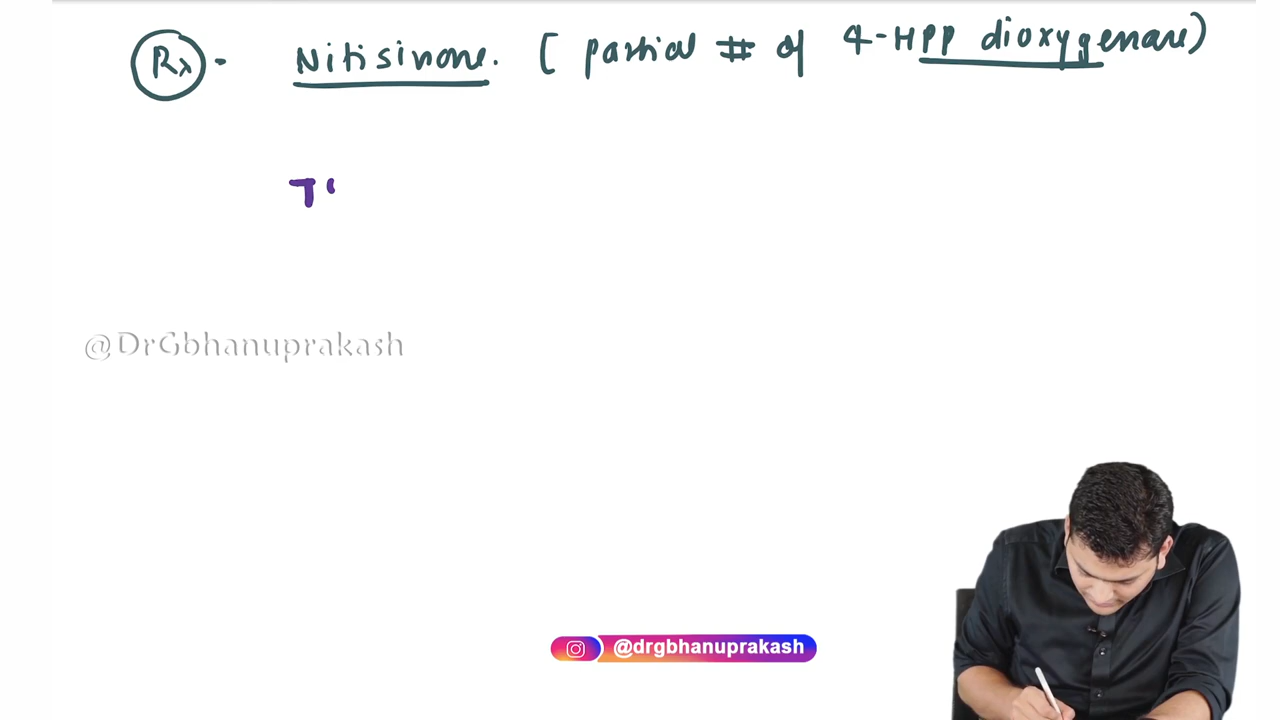 Rx - Nitisinone. [ partial # of 4-HPP dioxygenase)
@DrGbhanuprakash
@drgbhanuprakash